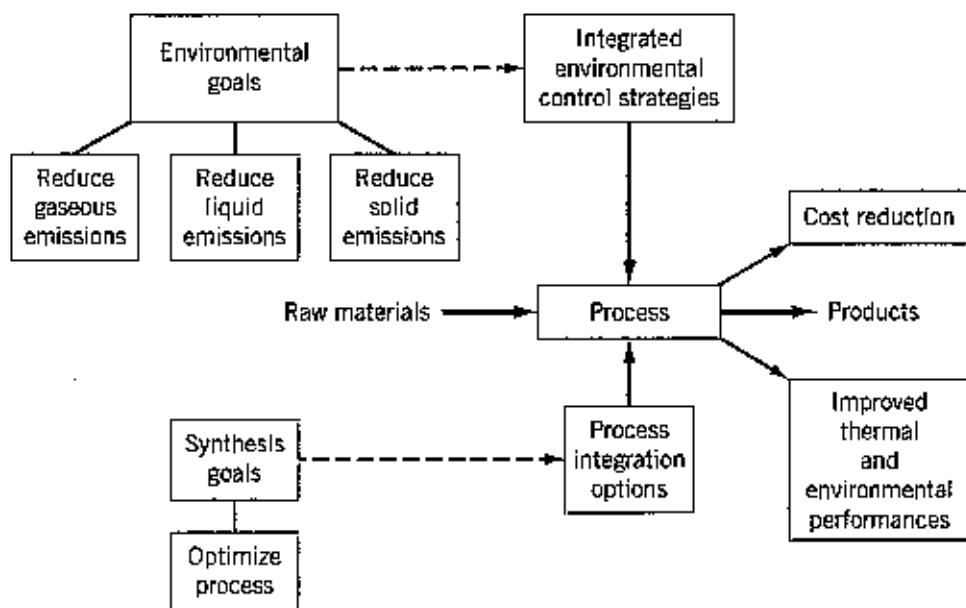 Environmental
goals
Integrated
environmental
control strategies
Reduce
gaseous
emissions
Reduce
liquid
emissions
Reduce
solid
emissions
Cost reduction
Raw materials
Process
Products
Synthesis
goals
Process
integration
options
Improved
thermal
and
environmental
performances
Optimize
process